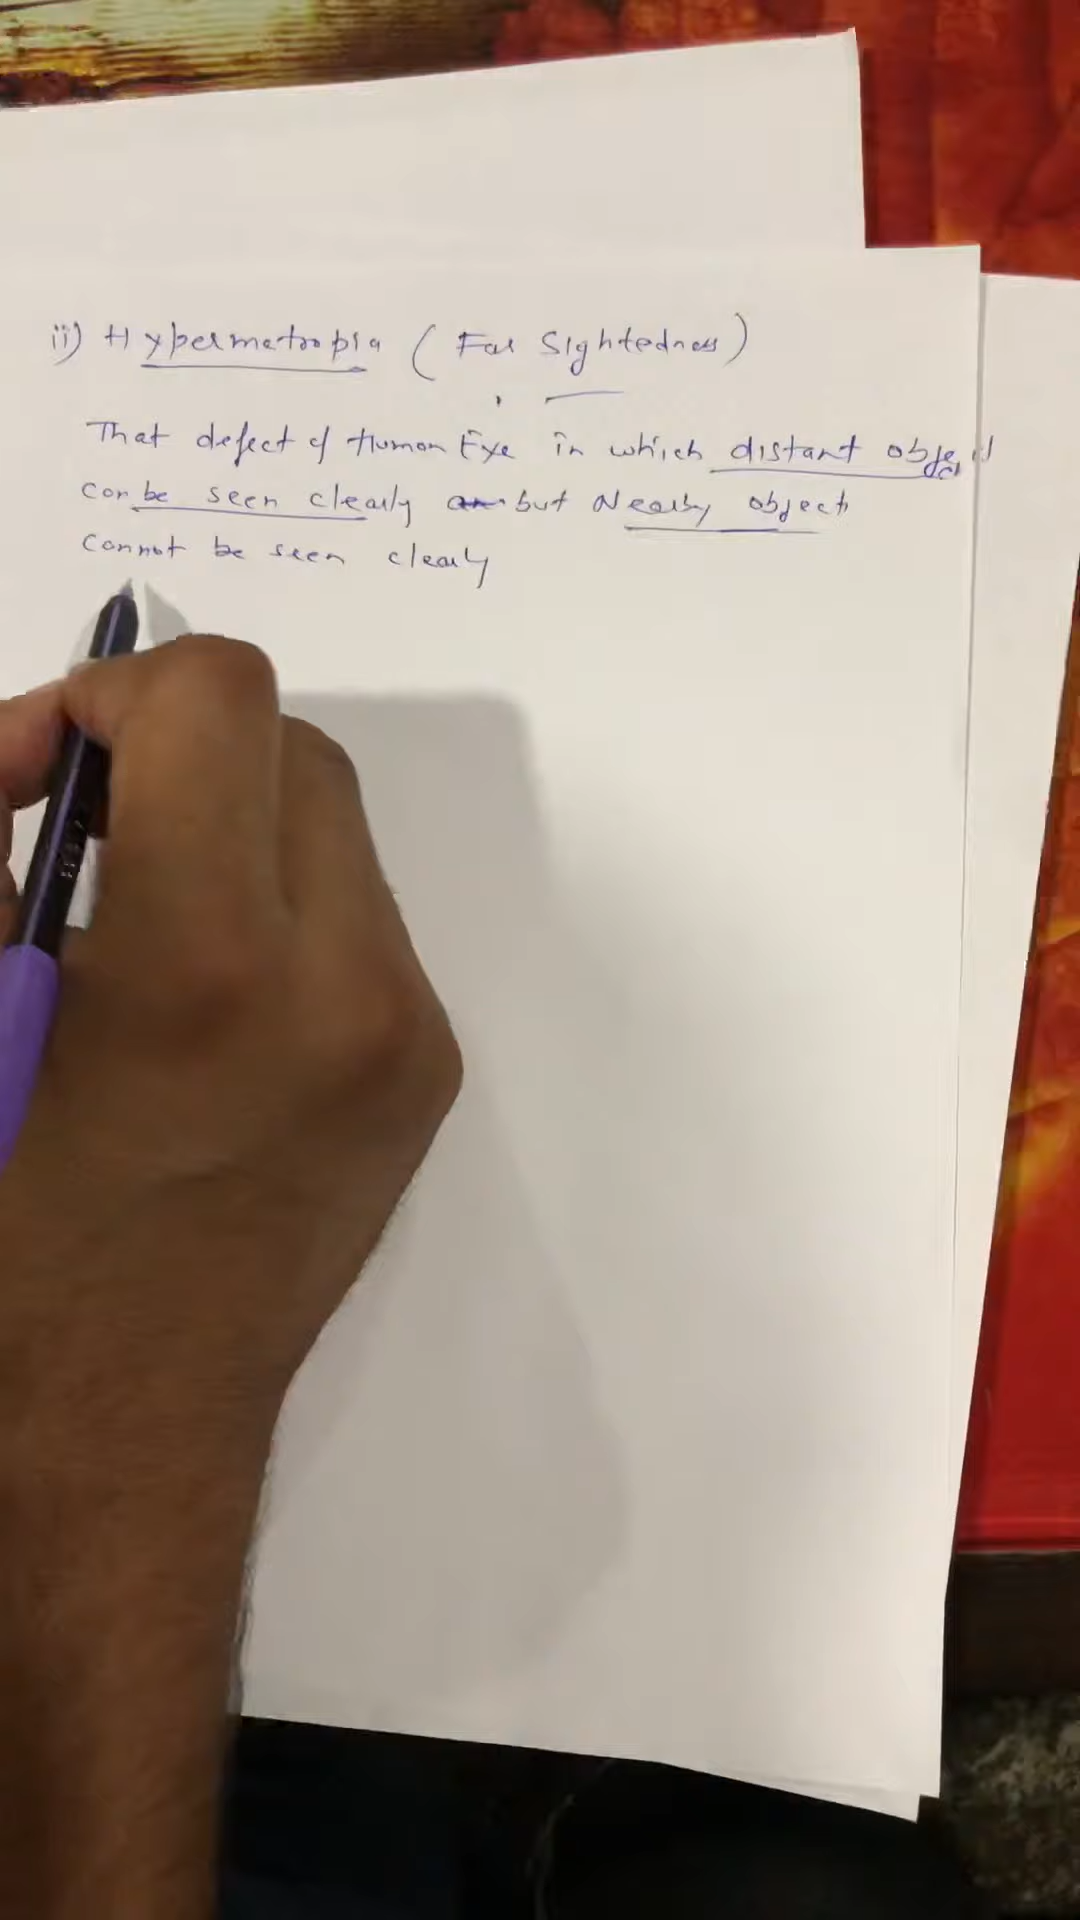 ii) Hypermetropia (Far Sightedness)
That defect of Human Eye in which distant object
can be seen clearly but Nearby object
cannot be seen clearly